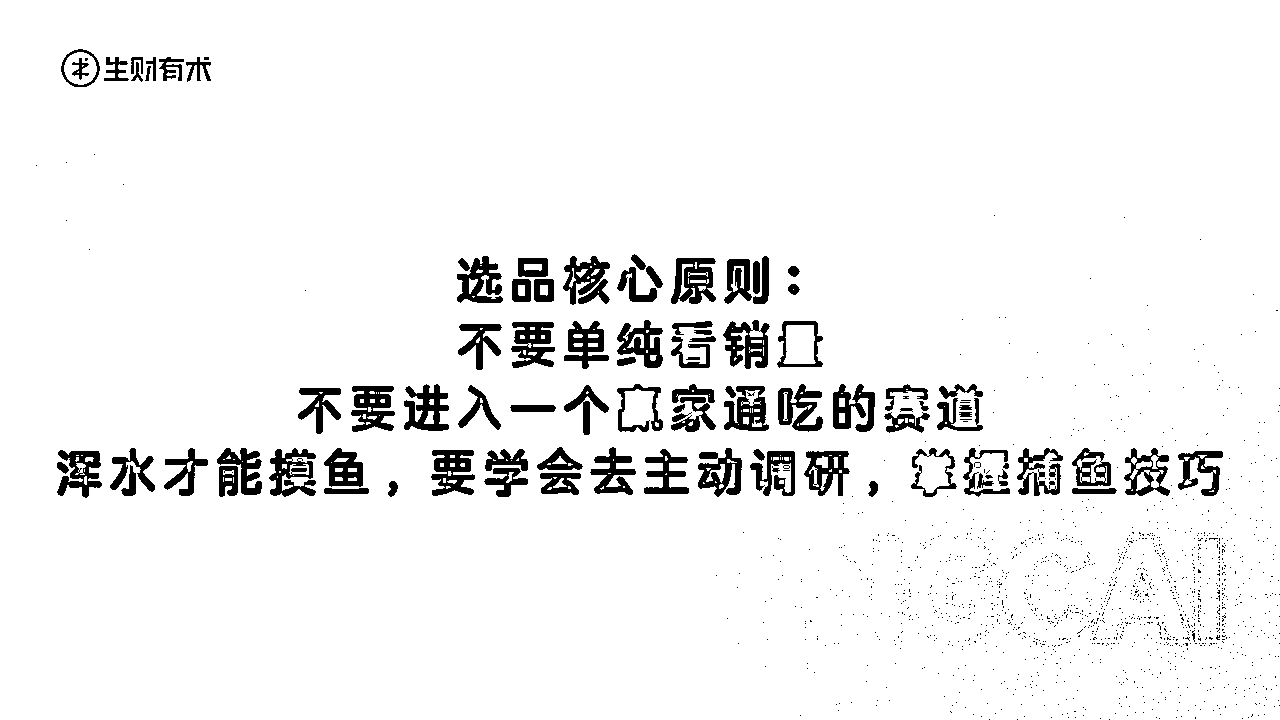 生财有术
选品核心原则：
不要单纯看销量
不要进入一个赢家通吃的赛道
浑水才能摸鱼，要学会去主动调研，掌握捕鱼技巧
NGCAI